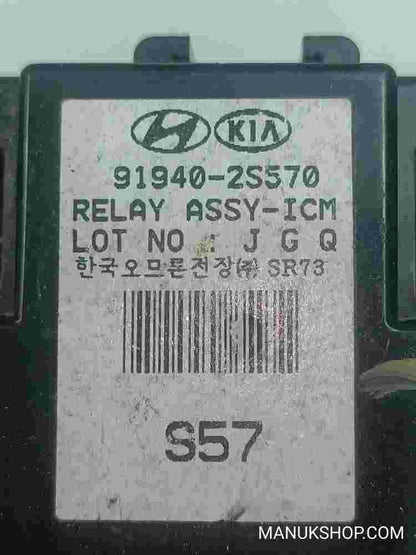 KIA
91940-2S570
RELAY ASSY-ICM
LOT NO : J G Q
한국오므론전장(주) SR73
S57
MANUKSHOP.COM